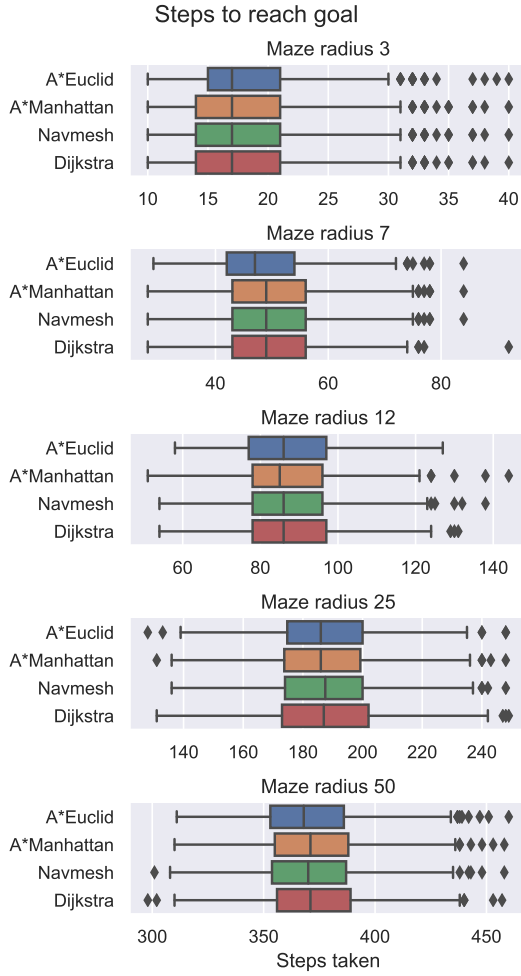 Steps to reach goal
Maze radius 3
A*Euclid
A*Manhattan
Navmesh
Dijkstra
10 15 20 25 30 35 40
Maze radius 7
A*Euclid
A*Manhattan
Navmesh
Dijkstra
40 60 80
Maze radius 12
A*Euclid
A*Manhattan
Navmesh
Dijkstra
60 80 100 120 140
Maze radius 25
A*Euclid
A*Manhattan
Navmesh
Dijkstra
140 160 180 200 220 240
Maze radius 50
A*Euclid
A*Manhattan
Navmesh
Dijkstra
300 350 400 450
Steps taken